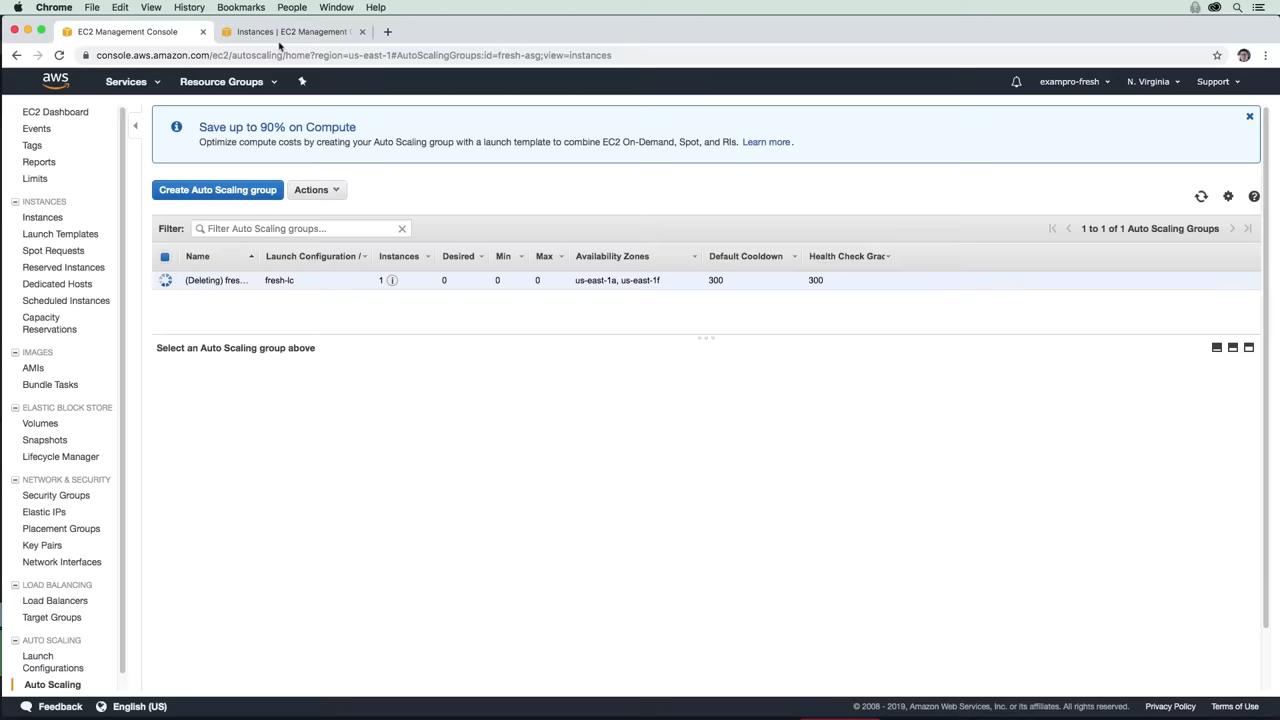 Chrome File Edit View History Bookmarks People Window Help
EC2 Management Console
Instances | EC2 Management C
console.aws.amazon.com/ec2/autoscaling/home?region=us-east-1#AutoScalingGroups:id=fresh-asg;view=instances
aws Services Resource Groups exampro-fresh N. Virginia Support
EC2 Dashboard
Events
Tags
Reports
Limits
INSTANCES
Instances
Launch Templates
Spot Requests
Reserved Instances
Dedicated Hosts
Scheduled Instances
Capacity
Reservations
IMAGES
AMIs
Bundle Tasks
ELASTIC BLOCK STORE
Volumes
Snapshots
Lifecycle Manager
NETWORK & SECURITY
Security Groups
Elastic IPs
Placement Groups
Key Pairs
Network Interfaces
LOAD BALANCING
Load Balancers
Target Groups
AUTO SCALING
Launch
Configurations
Auto Scaling
Save up to 90% on Compute
Optimize compute costs by creating your Auto Scaling group with a launch template to combine EC2 On-Demand, Spot, and RIs. Learn more.
Create Auto Scaling group Actions
Filter: Filter Auto Scaling groups... 1 to 1 of 1 Auto Scaling Groups
Name Launch Configuration / Instances Desired Min Max Availability Zones Default Cooldown Health Check Grac
(Deleting) fres... fresh-lc 1 0 0 0 us-east-1a, us-east-1f 300 300
Select an Auto Scaling group above
Feedback English (US) © 2008 - 2019, Amazon Web Services, Inc. or its affiliates. All rights reserved. Privacy Policy Terms of Use